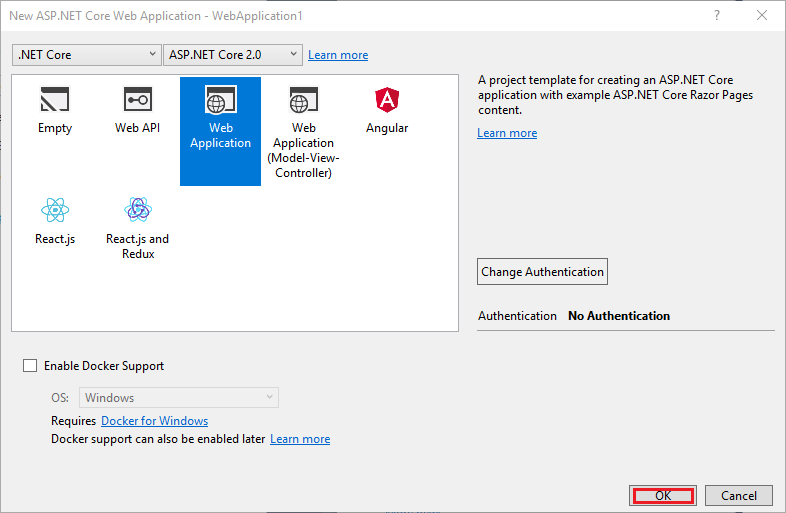 New ASP.NET Core Web Application - WebApplication1
?
.NET Core
ASP.NET Core 2.0
Learn more
Empty
Web API
Web
Application
Web
Application
(Model-View-
Controller)
Angular
React.js
React.js and
Redux
A project template for creating an ASP.NET Core
application with example ASP.NET Core Razor Pages
content.
Learn more
Change Authentication
Authentication No Authentication
Enable Docker Support
OS: Windows
Requires Docker for Windows
Docker support can also be enabled later Learn more
OK
Cancel